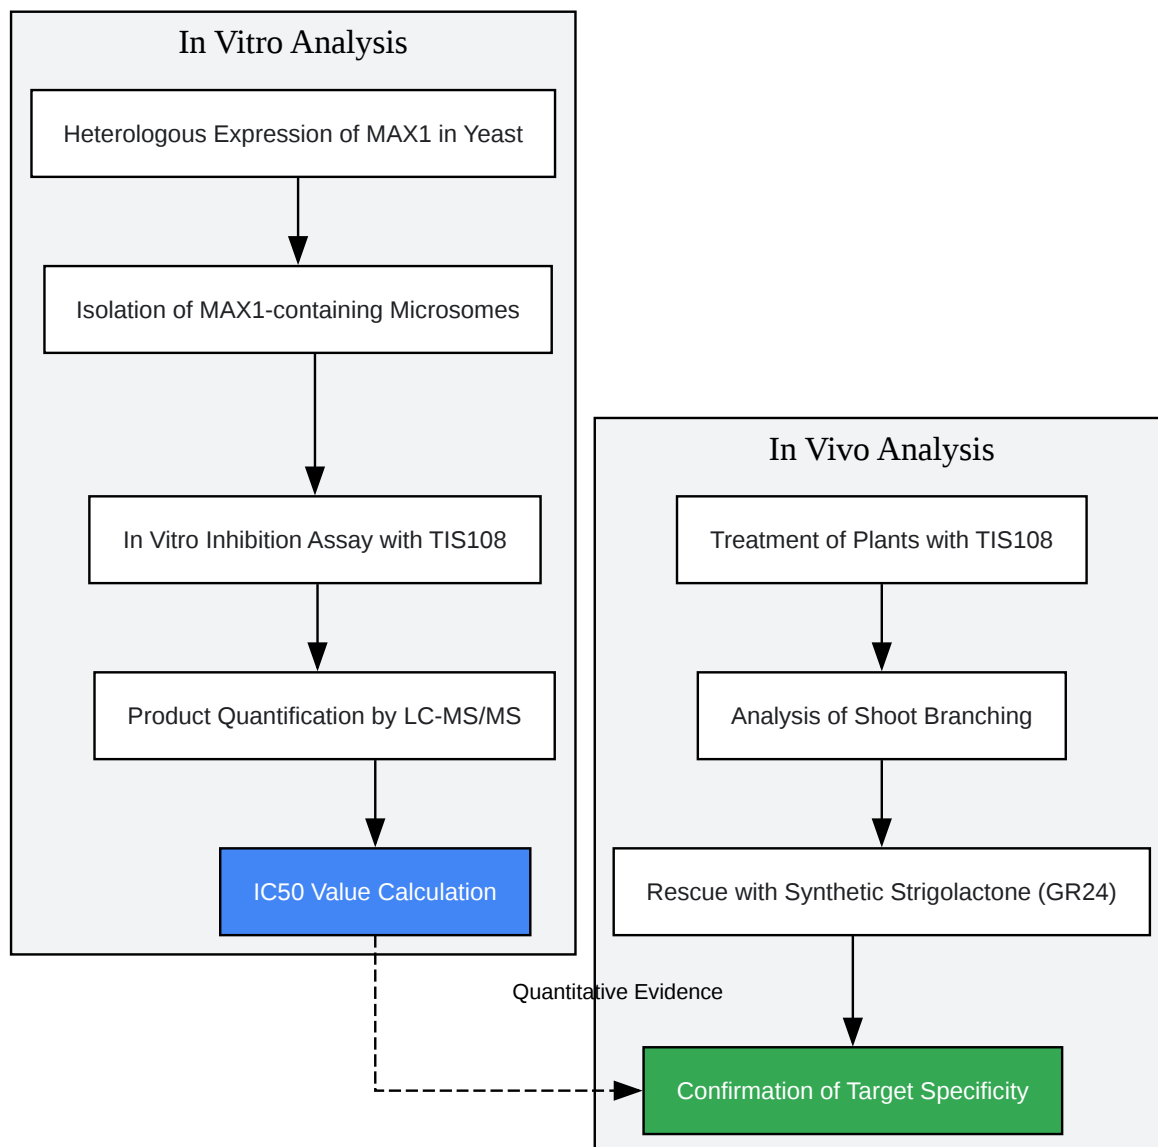 In Vitro Analysis
Heterologous Expression of MAX1 in Yeast
Isolation of MAX1-containing Microsomes
In Vitro Inhibition Assay with TIS108
Product Quantification by LC-MS/MS
IC50 Value Calculation
In Vivo Analysis
Treatment of Plants with TIS108
Analysis of Shoot Branching
Rescue with Synthetic Strigolactone (GR24)
Quantitative Evidence
Confirmation of Target Specificity